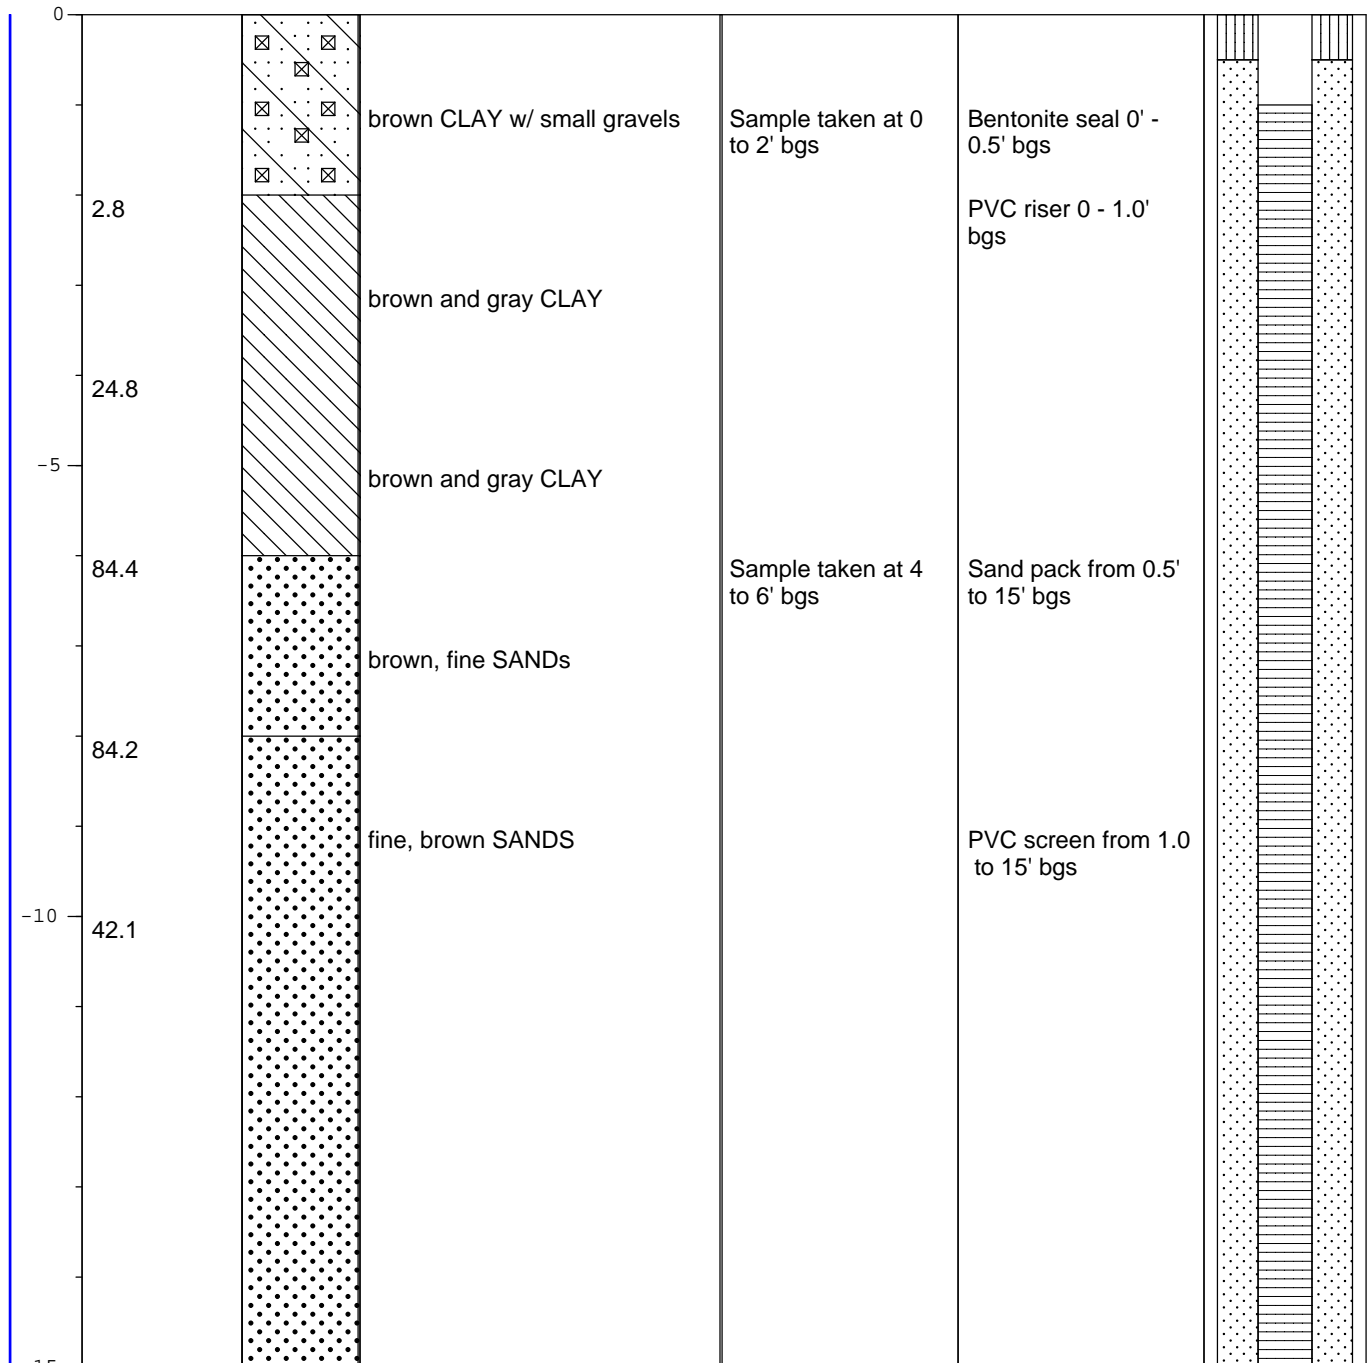 0
brown CLAY w/ small gravels
Sample taken at 0
to 2' bgs
Bentonite seal 0' -
0.5' bgs
2.8
PVC riser 0 - 1.0'
bgs
brown and gray CLAY
24.8
-5
brown and gray CLAY
84.4
Sample taken at 4
to 6' bgs
Sand pack from 0.5'
to 15' bgs
brown, fine SANDs
84.2
fine, brown SANDS
PVC screen from 1.0
to 15' bgs
-10
42.1